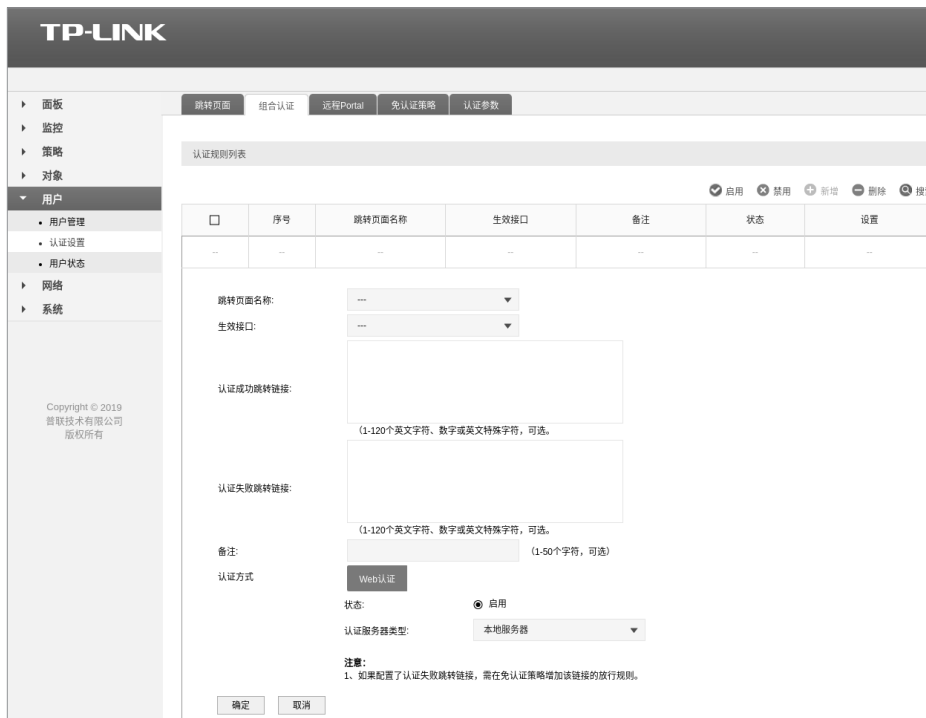 TP-LINK
面板
监控
策略
对象
用户
用户管理
认证设置
用户状态
网络
系统
Copyright © 2019
普联技术有限公司
版权所有
跳转页面 组合认证 远程Portal 免认证策略 认证参数
认证规则列表
启用 禁用 新增 删除
序号 跳转页面名称 生效接口 备注 状态 设置
-- -- -- -- -- -- --
跳转页面名称: ---
生效接口: ---
认证成功跳转链接:
（1-120个英文字符、数字或英文特殊字符，可选。
认证失败跳转链接:
（1-120个英文字符、数字或英文特殊字符，可选。
备注: （1-50个字符，可选）
认证方式 Web认证
状态: 启用
认证服务器类型: 本地服务器
注意：
1、如果配置了认证失败跳转链接，需在免认证策略增加该链接的放行规则。
确定 取消